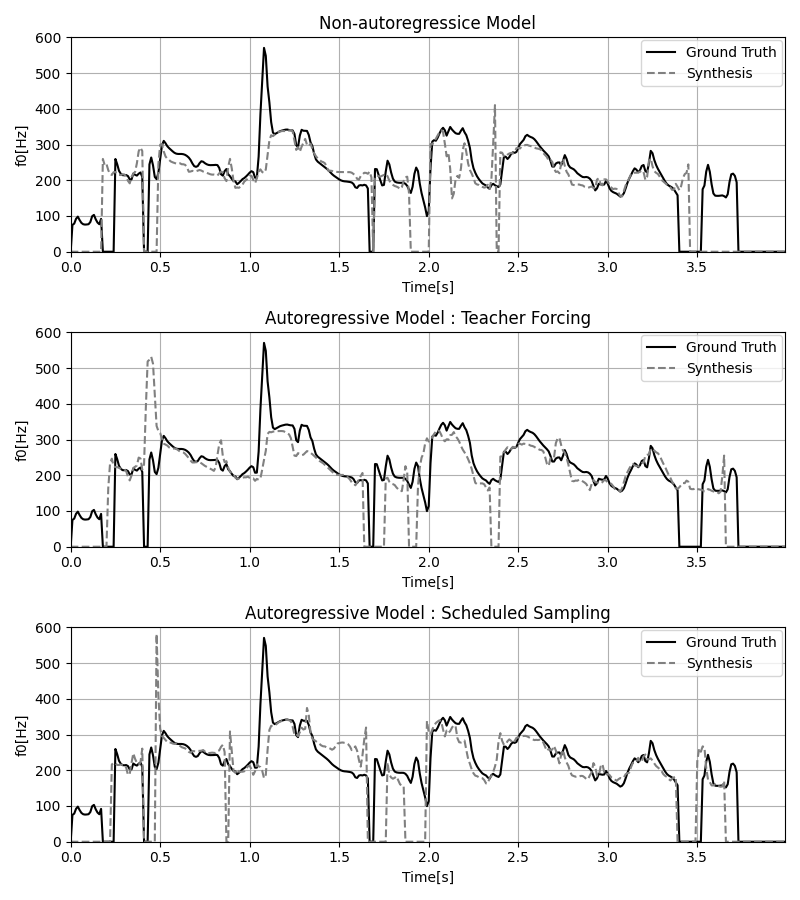 Non-autoregressice Model
600
500
400
300
200
100
0
f0[Hz]
Ground Truth
Synthesis
0.0 0.5 1.0 1.5 2.0 2.5 3.0 3.5
Time[s]
Autoregressive Model : Teacher Forcing
600
500
400
300
200
100
0
f0[Hz]
Ground Truth
Synthesis
0.0 0.5 1.0 1.5 2.0 2.5 3.0 3.5
Time[s]
Autoregressive Model : Scheduled Sampling
600
500
400
300
200
100
0
f0[Hz]
Ground Truth
Synthesis
0.0 0.5 1.0 1.5 2.0 2.5 3.0 3.5
Time[s]